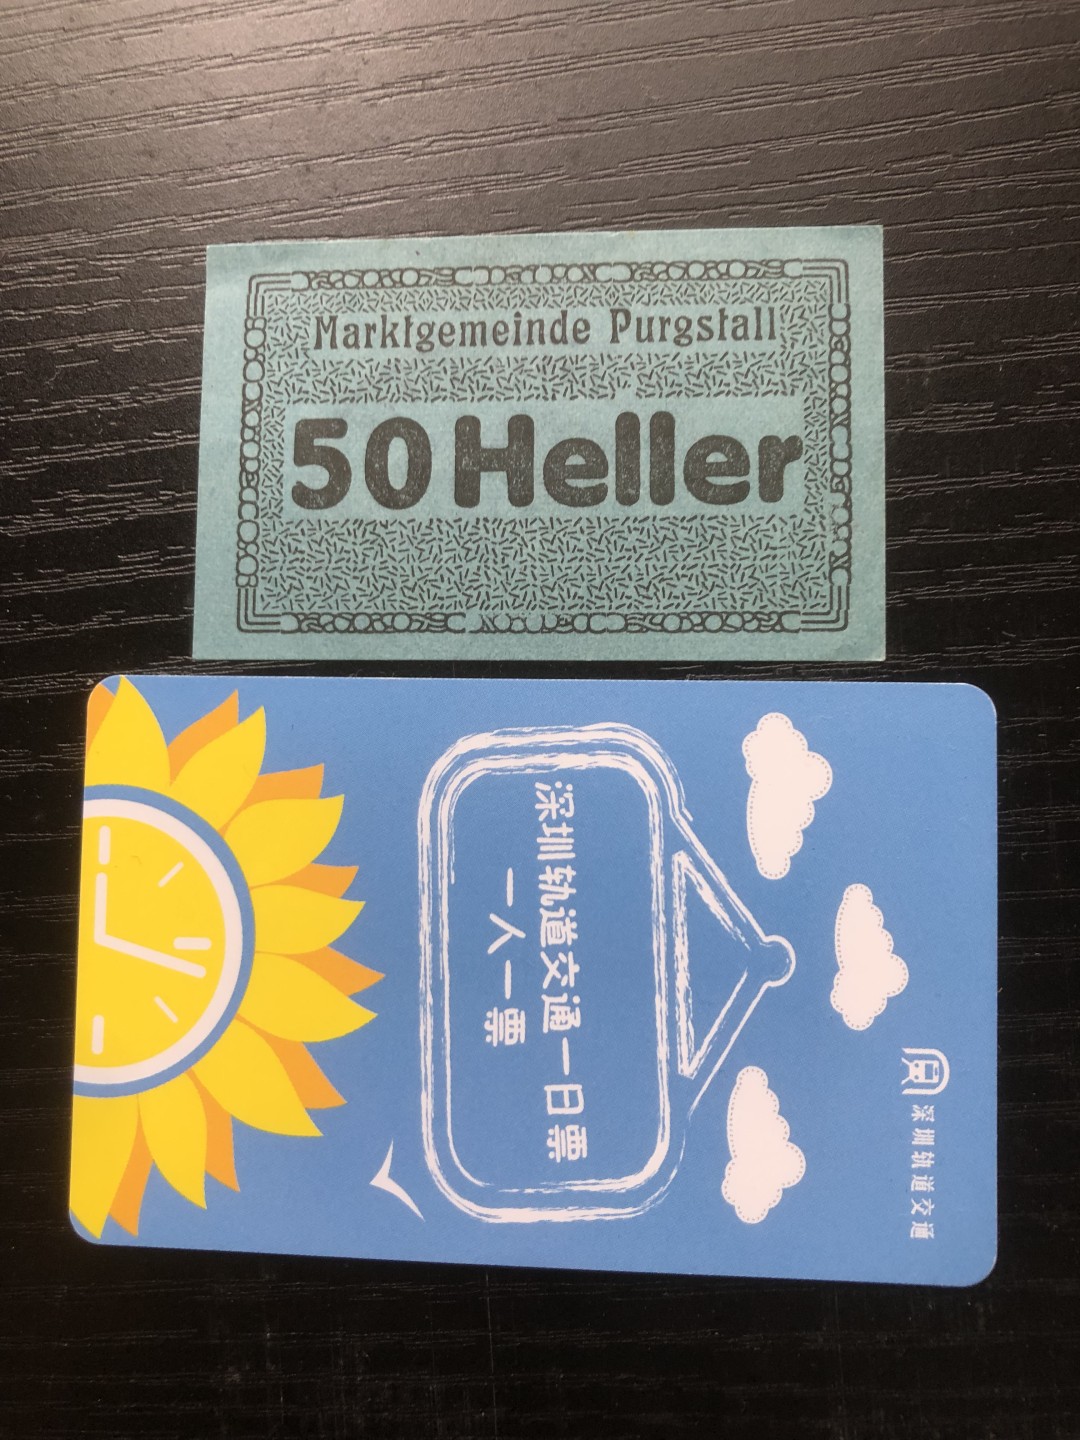 Marktgemeinde Purgstall
50 Heller
深圳轨道交通一日票
一人一票
深圳轨道交通